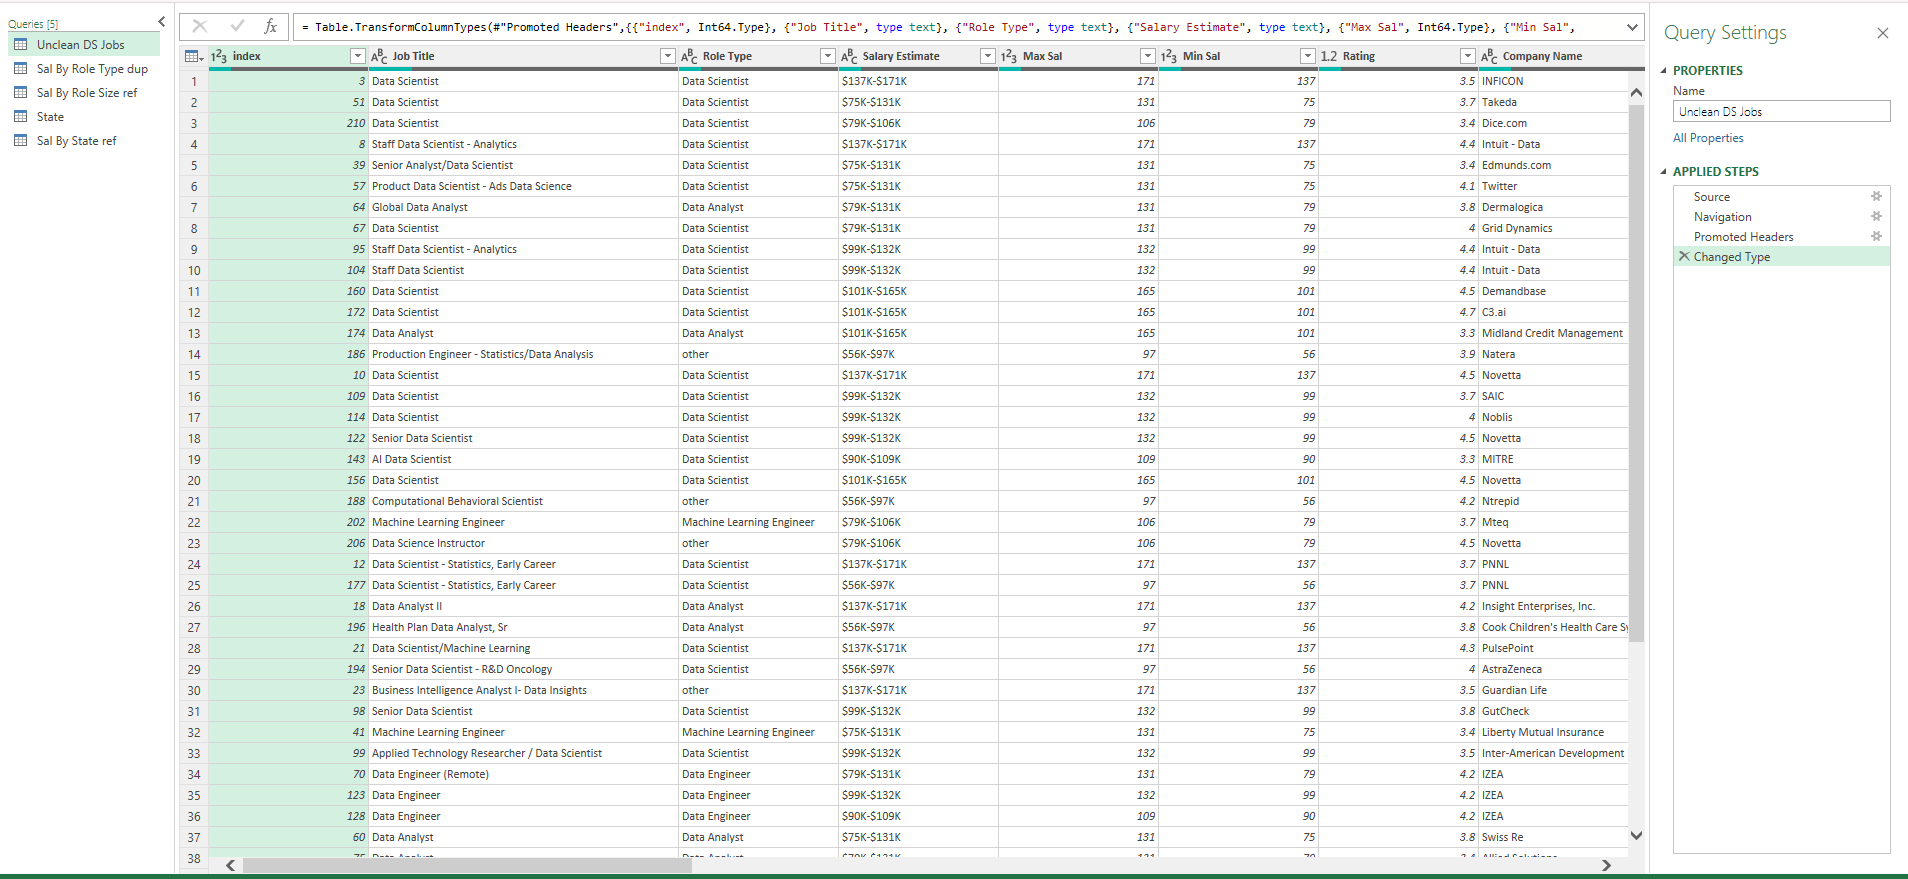 Queries [5]
Unclean DS Jobs
Sal By Role Type dup
Sal By Role Size ref
State
Sal By State ref
fx = Table.TransformColumnTypes(#"Promoted Headers",{{"index", Int64.Type}, {"Job Title", type text}, {"Role Type", type text}, {"Salary Estimate", type text}, {"Max Sal", Int64.Type}, {"Min Sal",
1²3 index ABC Job Title ABC Role Type ABC Salary Estimate 1²3 Max Sal 1²3 Min Sal 1.2 Rating ABC Company Name
1 3 Data Scientist Data Scientist $137K-$171K 171 137 3.5 INFICON
2 51 Data Scientist Data Scientist $75K-$131K 131 75 3.7 Takeda
3 210 Data Scientist Data Scientist $79K-$106K 106 79 3.4 Dice.com
4 8 Staff Data Scientist - Analytics Data Scientist $137K-$171K 171 137 4.4 Intuit - Data
5 39 Senior Analyst/Data Scientist Data Scientist $75K-$131K 131 75 3.4 Edmunds.com
6 57 Product Data Scientist - Ads Data Science Data Scientist $75K-$131K 131 75 4.1 Twitter
7 64 Global Data Analyst Data Analyst $79K-$131K 131 79 3.8 Dermalogica
8 67 Data Scientist Data Scientist $79K-$131K 131 79 4 Grid Dynamics
9 95 Staff Data Scientist - Analytics Data Scientist $99K-$132K 132 99 4.4 Intuit - Data
10 104 Staff Data Scientist Data Scientist $99K-$132K 132 99 4.4 Intuit - Data
11 160 Data Scientist Data Scientist $101K-$165K 165 101 4.5 Demandbase
12 172 Data Scientist Data Scientist $101K-$165K 165 101 4.7 C3.ai
13 174 Data Analyst Data Analyst $101K-$165K 165 101 3.3 Midland Credit Management
14 186 Production Engineer - Statistics/Data Analysis other $56K-$97K 97 56 3.9 Natera
15 10 Data Scientist Data Scientist $137K-$171K 171 137 4.5 Novetta
16 109 Data Scientist Data Scientist $99K-$132K 132 99 3.7 SAIC
17 114 Data Scientist Data Scientist $99K-$132K 132 99 4 Noblis
18 122 Senior Data Scientist Data Scientist $99K-$132K 132 99 4.5 Novetta
19 143 AI Data Scientist Data Scientist $90K-$109K 109 90 3.3 MITRE
20 156 Data Scientist Data Scientist $101K-$165K 165 101 4.5 Novetta
21 188 Computational Behavioral Scientist other $56K-$97K 97 56 4.2 Ntrepid
22 202 Machine Learning Engineer Machine Learning Engineer $79K-$106K 106 79 3.7 Mteq
23 206 Data Science Instructor other $79K-$106K 106 79 4.5 Novetta
24 12 Data Scientist - Statistics, Early Career Data Scientist $137K-$171K 171 137 3.7 PNNL
25 177 Data Scientist - Statistics, Early Career Data Scientist $56K-$97K 97 56 3.7 PNNL
26 18 Data Analyst II Data Analyst $137K-$171K 171 137 4.2 Insight Enterprises, Inc.
27 196 Health Plan Data Analyst, Sr Data Analyst $56K-$97K 97 56 3.8 Cook Children's Health Care Sy
28 21 Data Scientist/Machine Learning Data Scientist $137K-$171K 171 137 4.3 PulsePoint
29 194 Senior Data Scientist - R&D Oncology Data Scientist $56K-$97K 97 56 4 AstraZeneca
30 23 Business Intelligence Analyst I- Data Insights other $137K-$171K 171 137 3.5 Guardian Life
31 98 Senior Data Scientist Data Scientist $99K-$132K 132 99 3.8 GutCheck
32 41 Machine Learning Engineer Machine Learning Engineer $75K-$131K 131 75 3.4 Liberty Mutual Insurance
33 99 Applied Technology Researcher / Data Scientist Data Scientist $99K-$132K 132 99 3.5 Inter-American Development
34 70 Data Engineer (Remote) Data Engineer $79K-$131K 131 79 4.2 IZEA
35 123 Data Engineer Data Engineer $99K-$132K 132 99 4.2 IZEA
36 128 Data Engineer Data Engineer $90K-$109K 109 90 4.2 IZEA
37 60 Data Analyst Data Analyst $75K-$131K 131 75 3.8 Swiss Re
38
Query Settings
PROPERTIES
Name
Unclean DS Jobs
All Properties
APPLIED STEPS
Source
Navigation
Promoted Headers
Changed Type